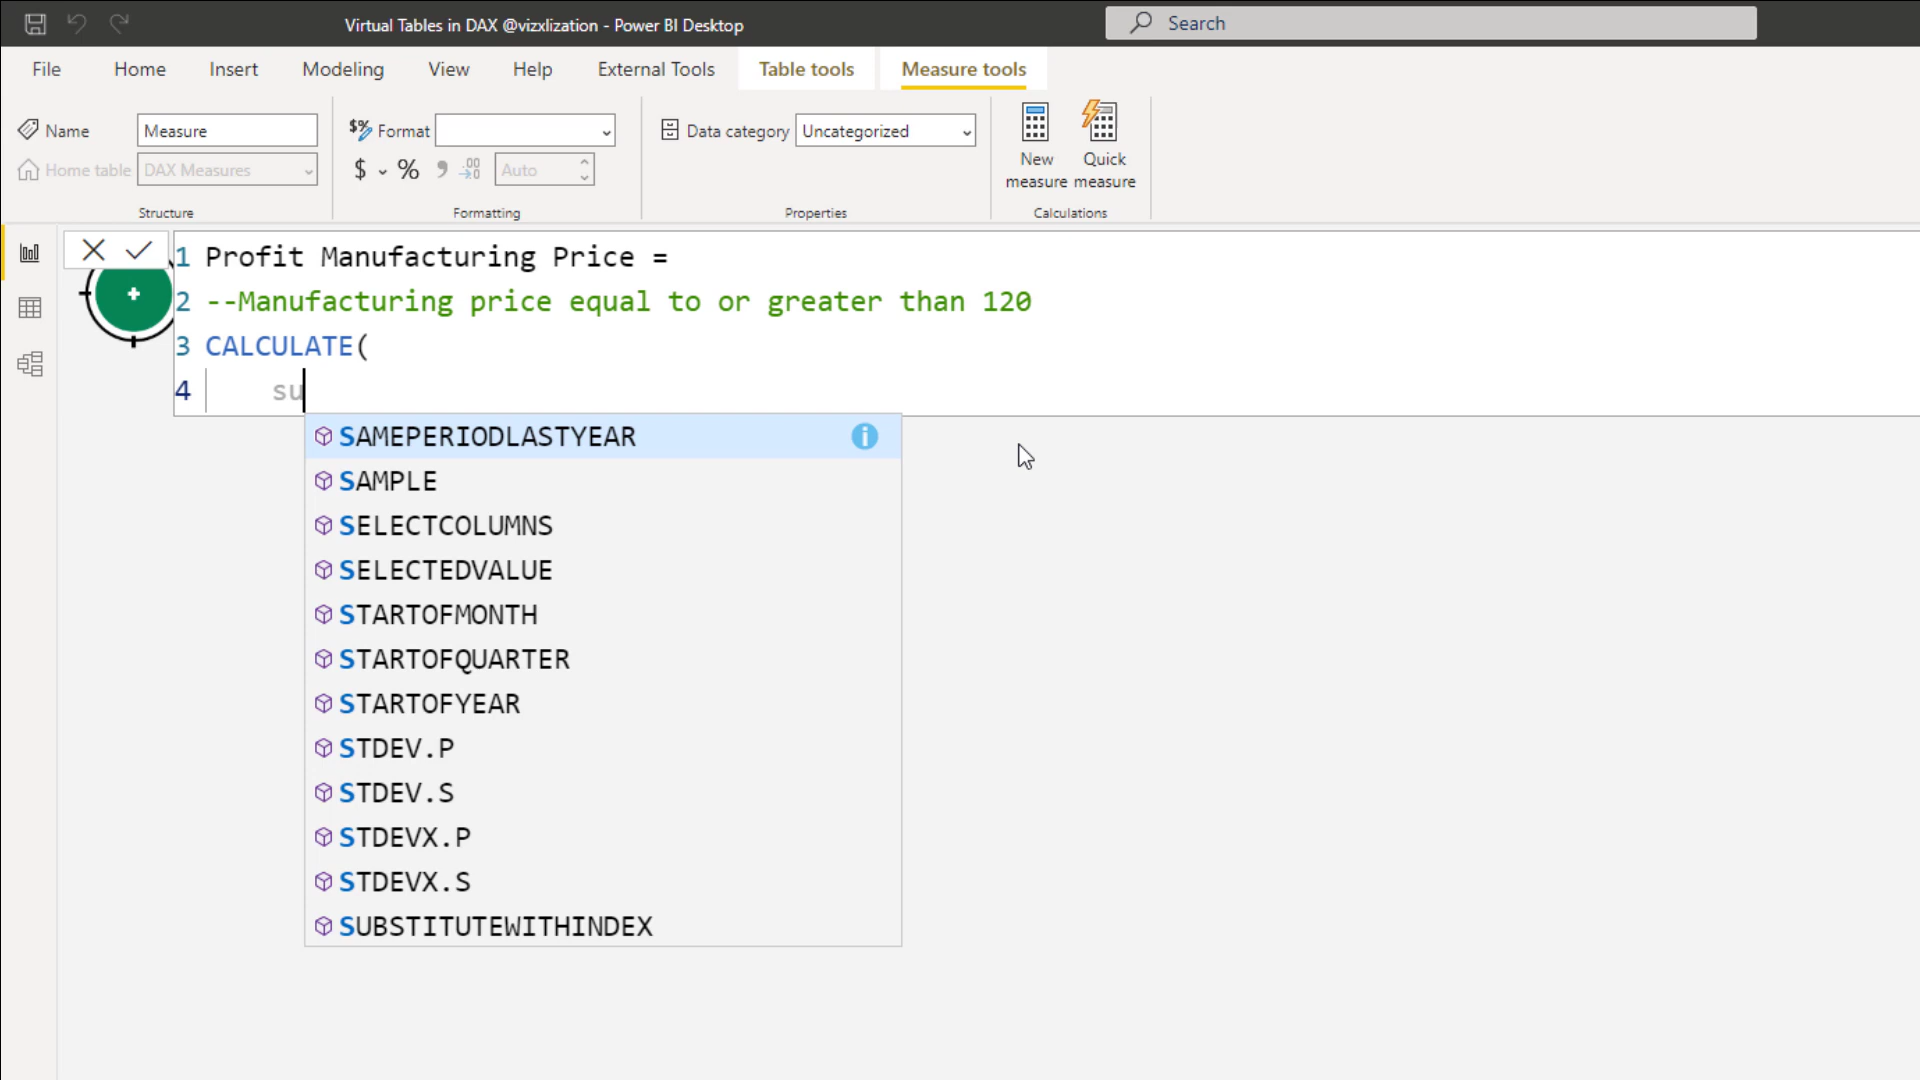 Virtual Tables in DAX @vizxlization - Power BI Desktop
Search
File Home Insert Modeling View Help External Tools Table tools Measure tools
Name Measure
Home table DAX Measures
Structure
$% Format
$ % 9 .00 Auto
Formatting
Data category Uncategorized
Properties
New measure
Quick measure
Calculations
1 Profit Manufacturing Price =
2 --Manufacturing price equal to or greater than 120
3 CALCULATE(
4 su
SAMEPERIODLASTYEAR
SAMPLE
SELECTCOLUMNS
SELECTEDVALUE
STARTOFMONTH
STARTOFQUARTER
STARTOFYEAR
STDEV.P
STDEV.S
STDEVX.P
STDEVX.S
SUBSTITUTEWITHINDEX